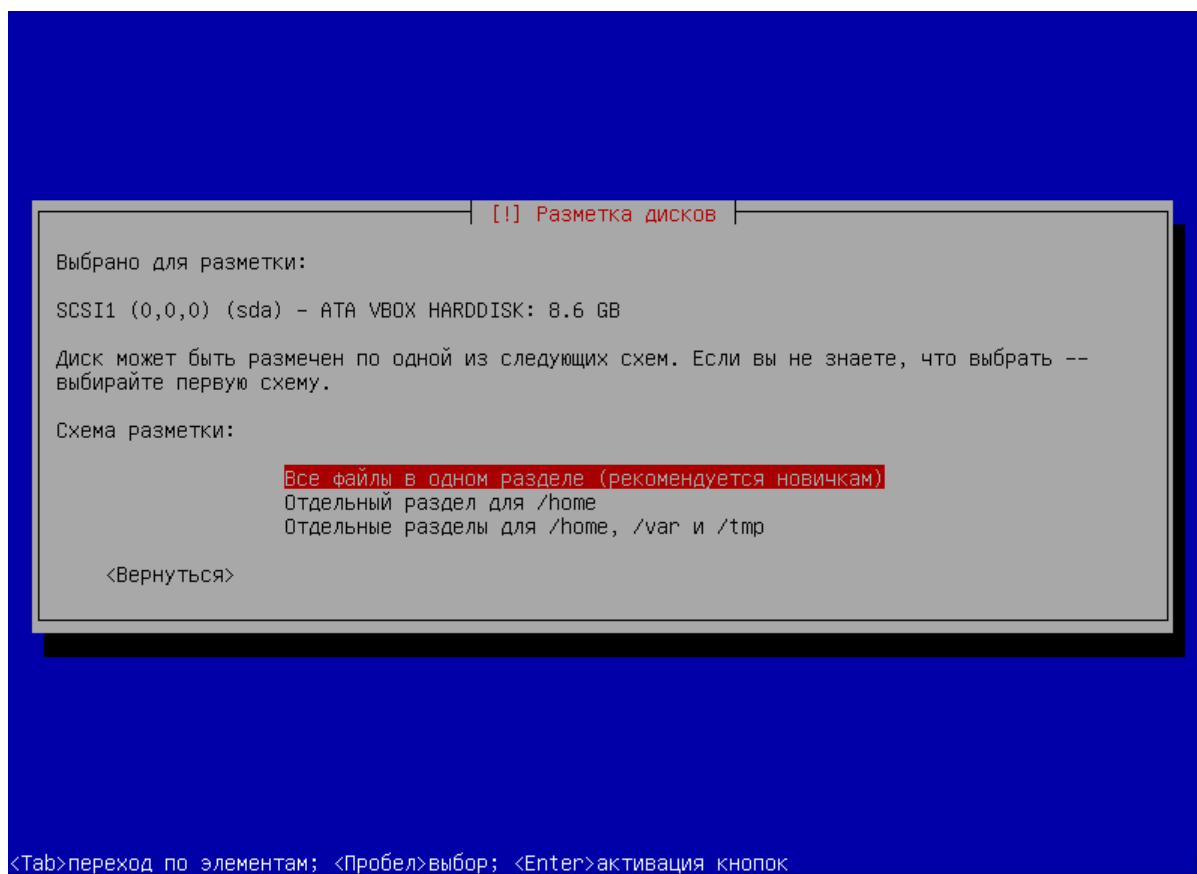 [!] Разметка дисков
Выбрано для разметки:
SCSI1 (0,0,0) (sda) - ATA VBOX HARDDISK: 8.6 GB
Диск может быть размечен по одной из следующих схем. Если вы не знаете, что выбрать --
выбирайте первую схему.
Схема разметки:
Все файлы в одном разделе (рекомендуется новичкам)
Отдельный раздел для /home
Отдельные разделы для /home, /var и /tmp
<Вернуться>
<Tab>переход по элементам; <Пробел>выбор; <Enter>активация кнопок